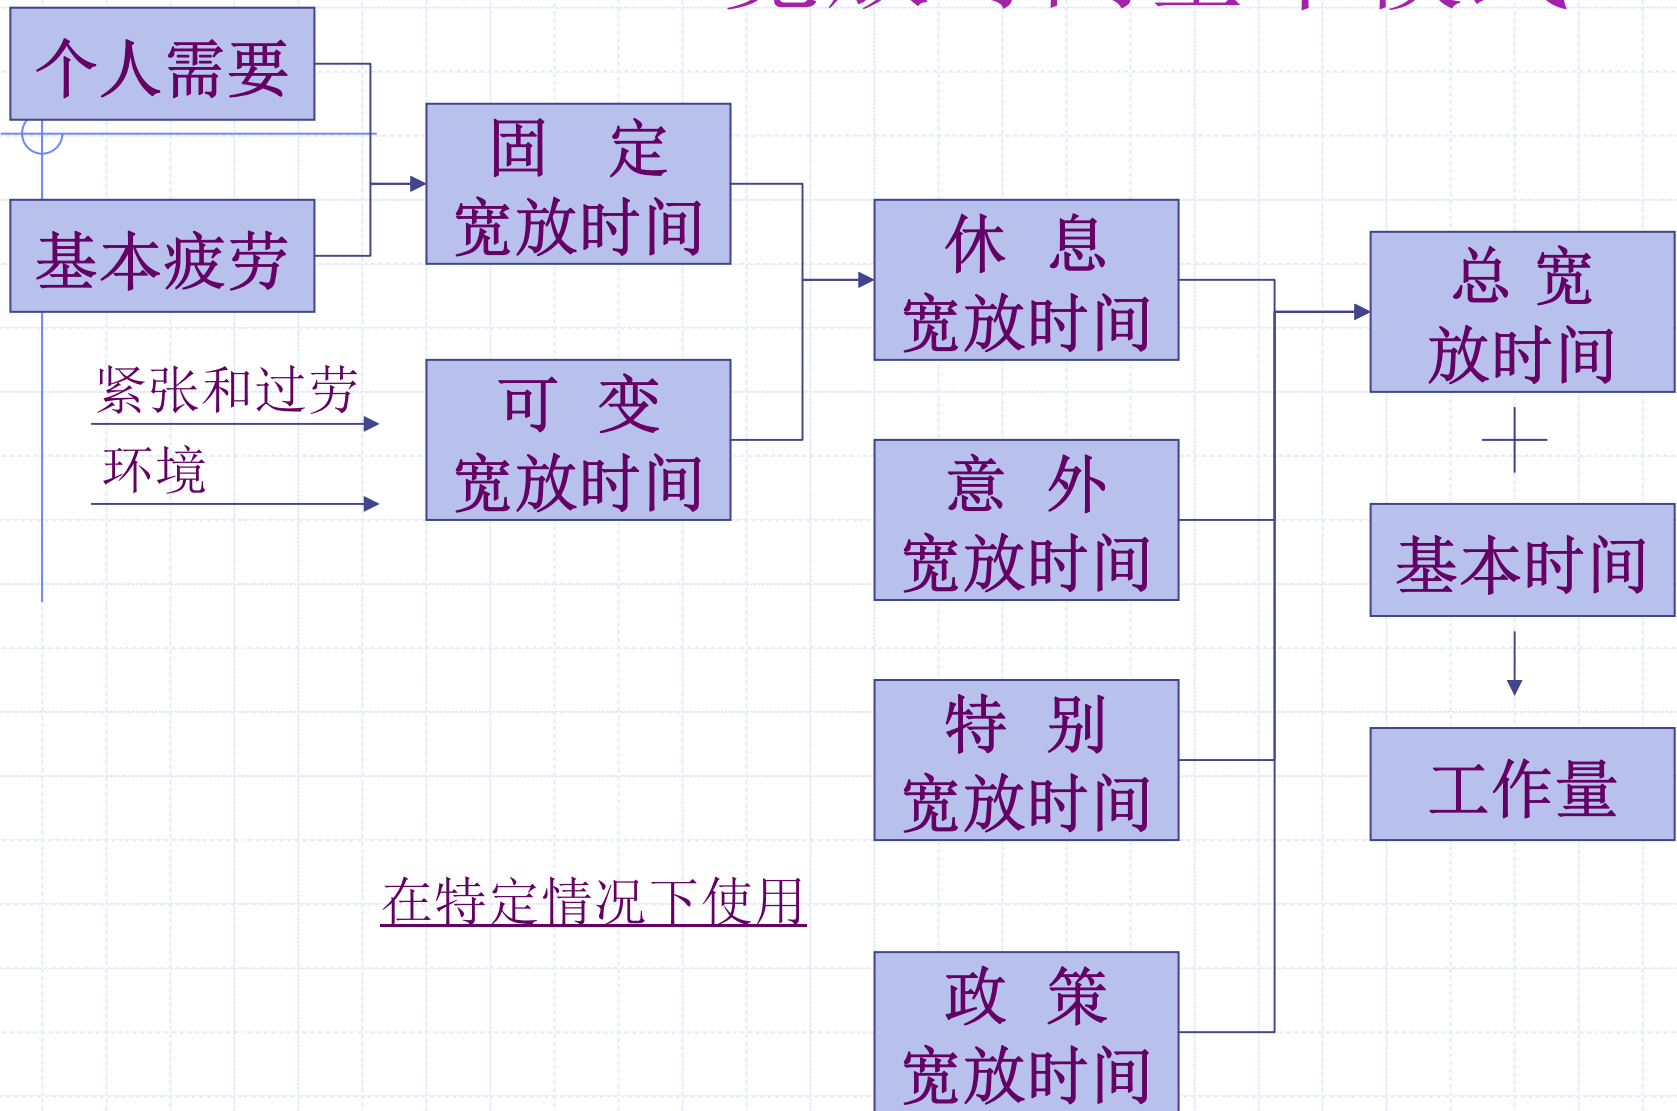 个人需要
基本疲劳
紧张和过劳
环境
固 定
宽放时间
可 变
宽放时间
在特定情况下使用
休 息
宽放时间
意 外
宽放时间
特 别
宽放时间
政 策
宽放时间
总 宽
放时间
基本时间
工作量